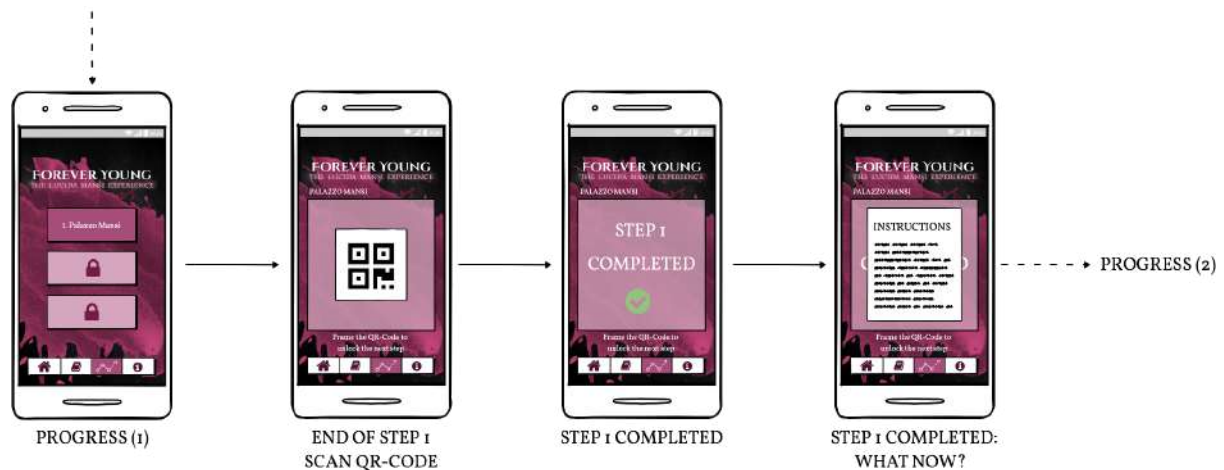 FOREVER YOUNG
THE LUCIDA MANSI EXPERIENCE
1. Palazzo Mansi
PROGRESS (1)
FOREVER YOUNG
THE LUCIDA MANSI EXPERIENCE
PALAZZO MANSI
Frame the QR-Code to
unlock the next step
END OF STEP 1
SCAN QR-CODE
FOREVER YOUNG
THE LUCIDA MANSI EXPERIENCE
PALAZZO MANSI
STEP 1
COMPLETED
Frame the QR-Code to
unlock the next step
STEP 1 COMPLETED
FOREVER YOUNG
THE LUCIDA MANSI EXPERIENCE
PALAZZO MANSI
INSTRUCTIONS
Frame the QR-Code to
unlock the next step
STEP 1 COMPLETED:
WHAT NOW?
PROGRESS (2)